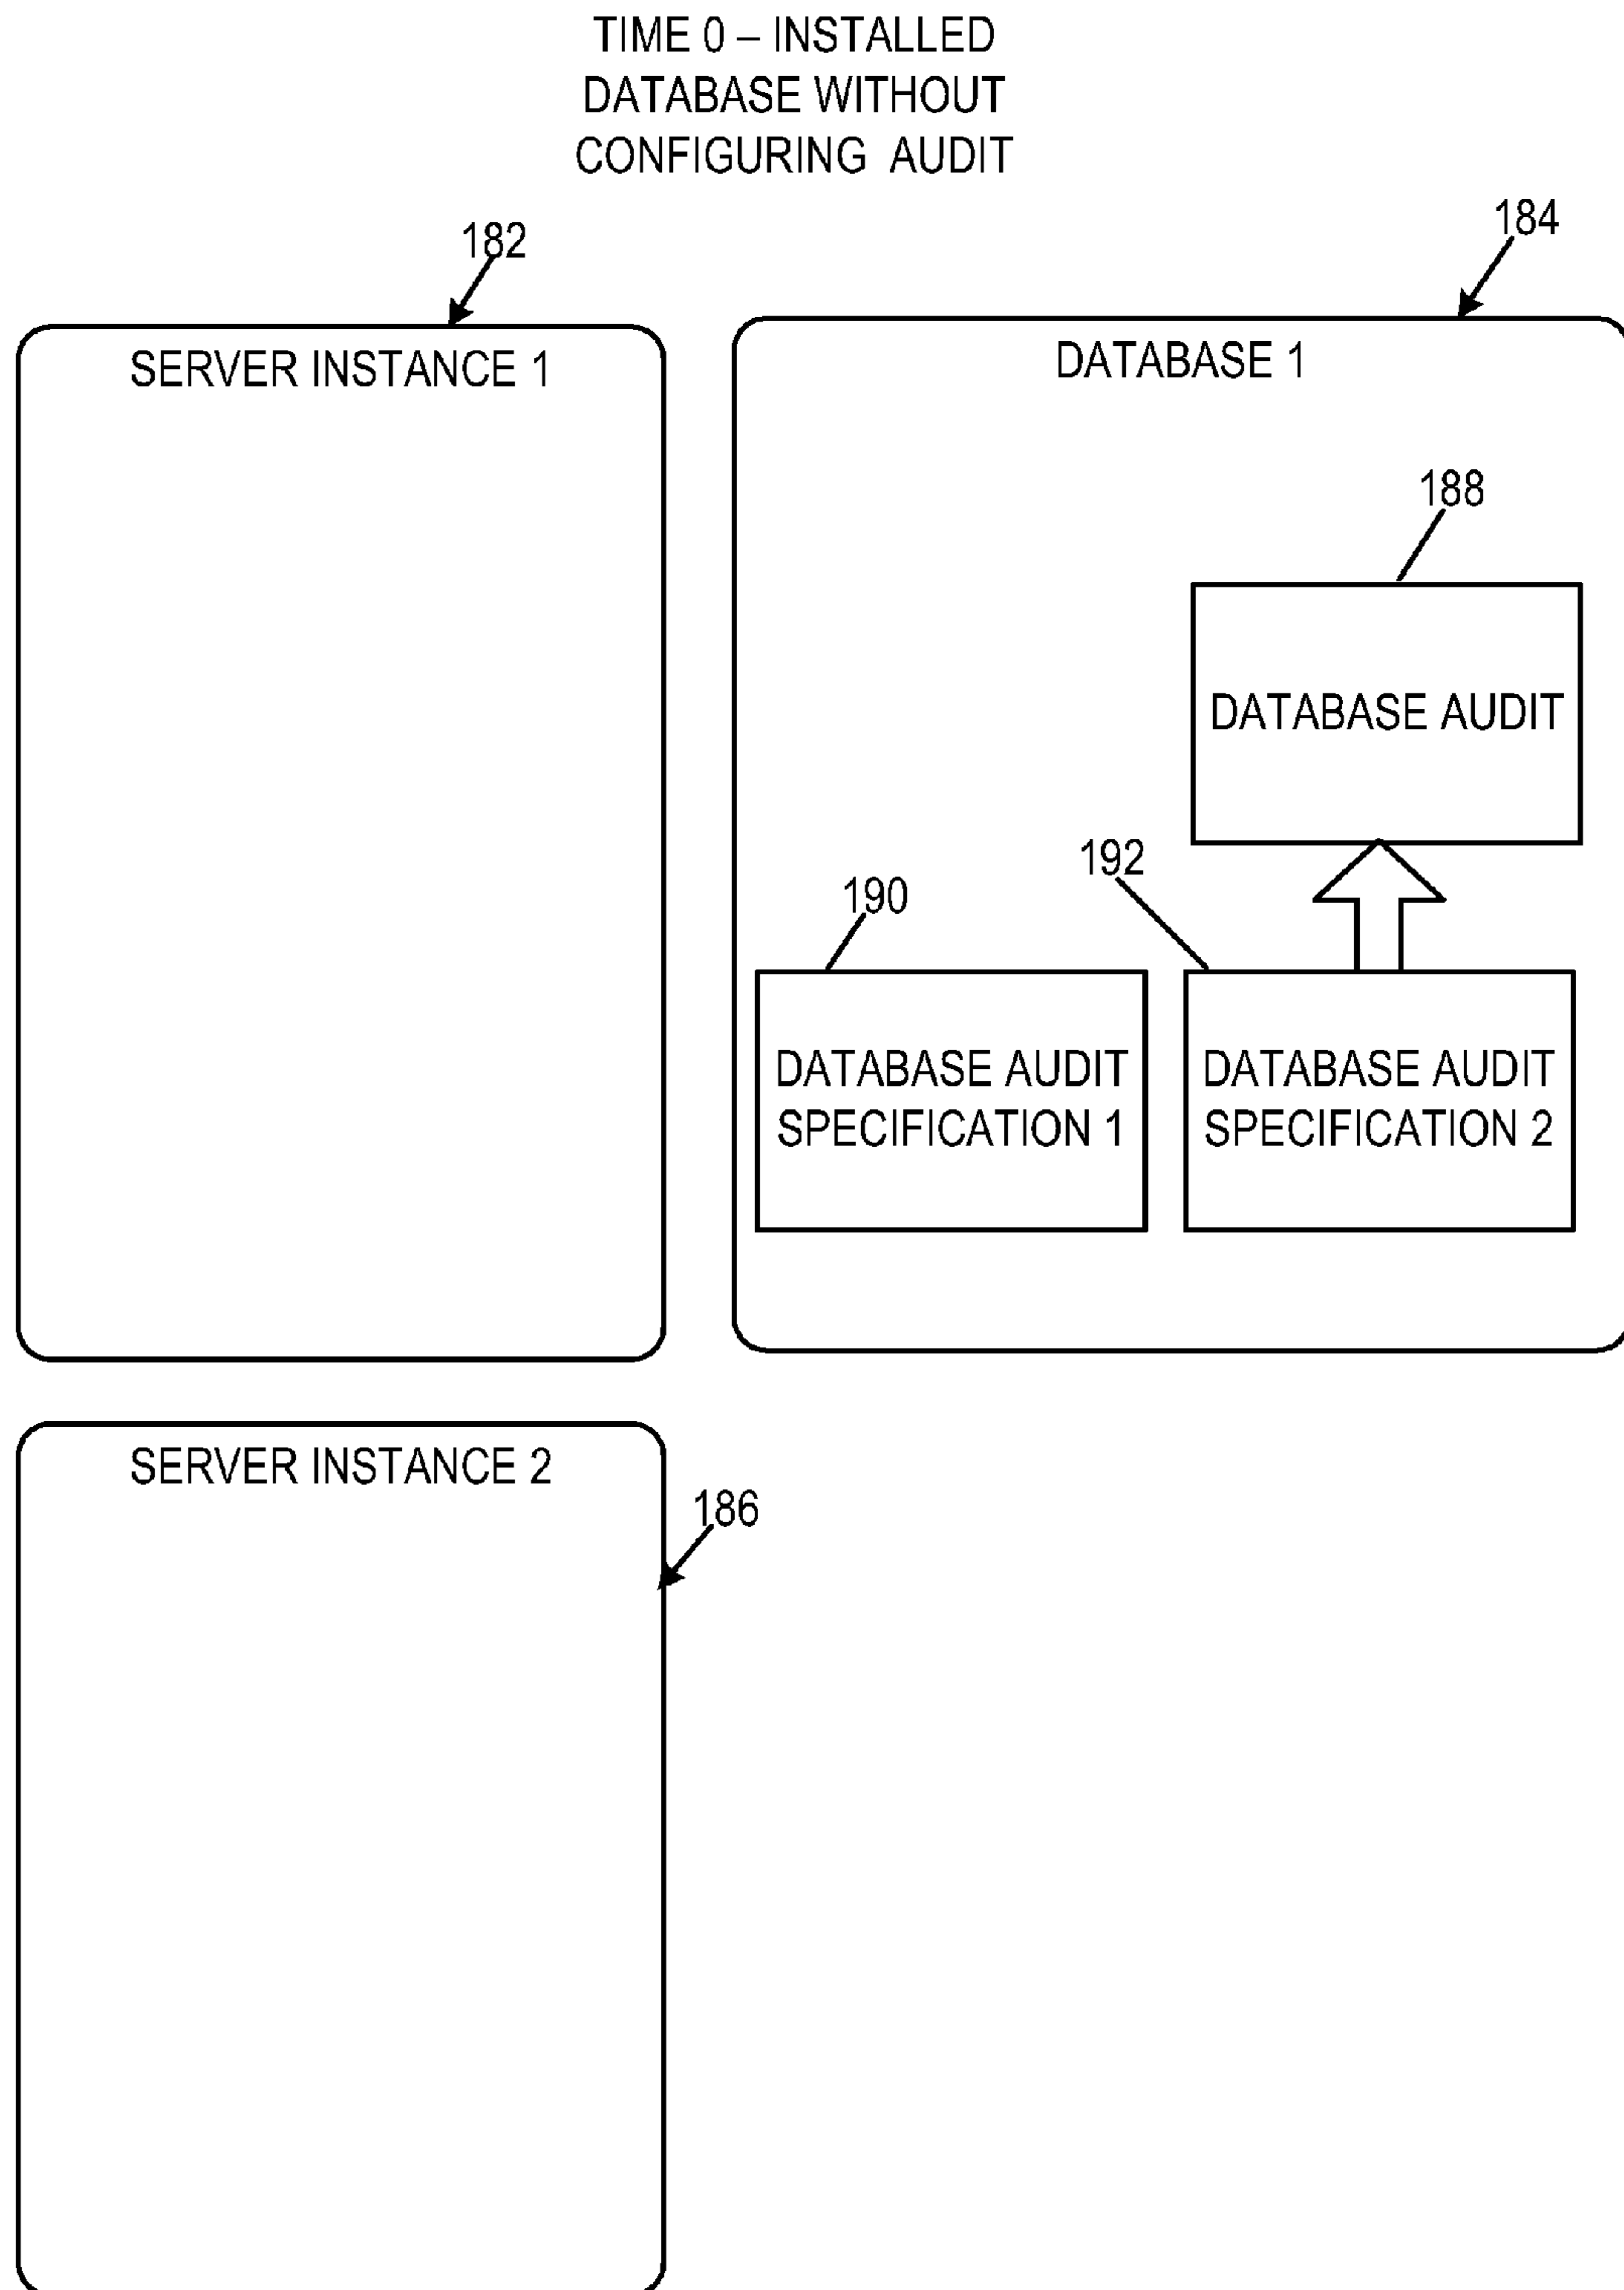 TIME 0 – INSTALLED
DATABASE WITHOUT
CONFIGURING AUDIT
182
184
SERVER INSTANCE 1
DATABASE 1
188
DATABASE AUDIT
192
190
DATABASE AUDIT
SPECIFICATION 1
DATABASE AUDIT
SPECIFICATION 2
SERVER INSTANCE 2
186